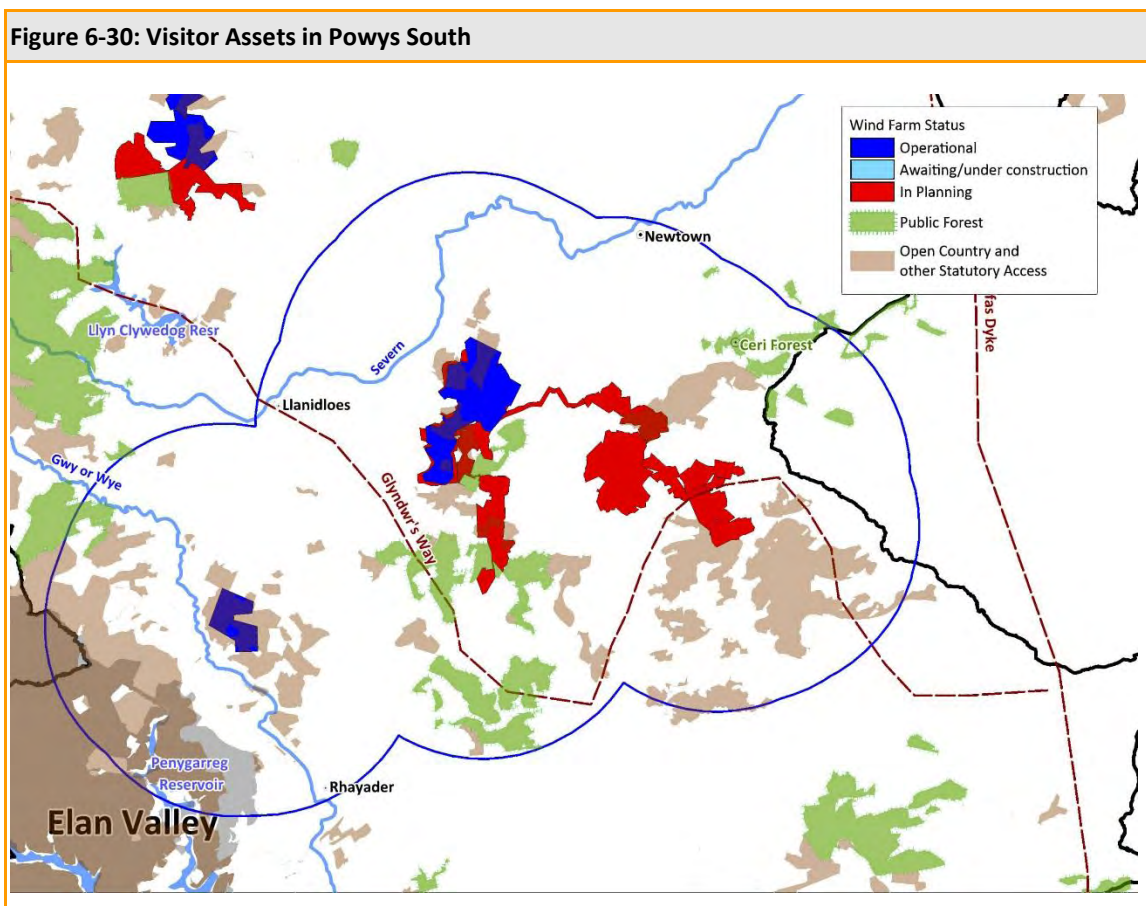 Figure 6-30: Visitor Assets in Powys South
Wind Farm Status
Operational
Awaiting/under construction
In Planning
Public Forest
Open Country and
other Statutory Access
Newtown
fas Dyke
Llyn Clywedog Resr
Ceri Forest
Severn
Llanidloes
Gwy or Wye
Glyndwr's Way
Penygarreg
Reservoir
Rhayader
Elan Valley